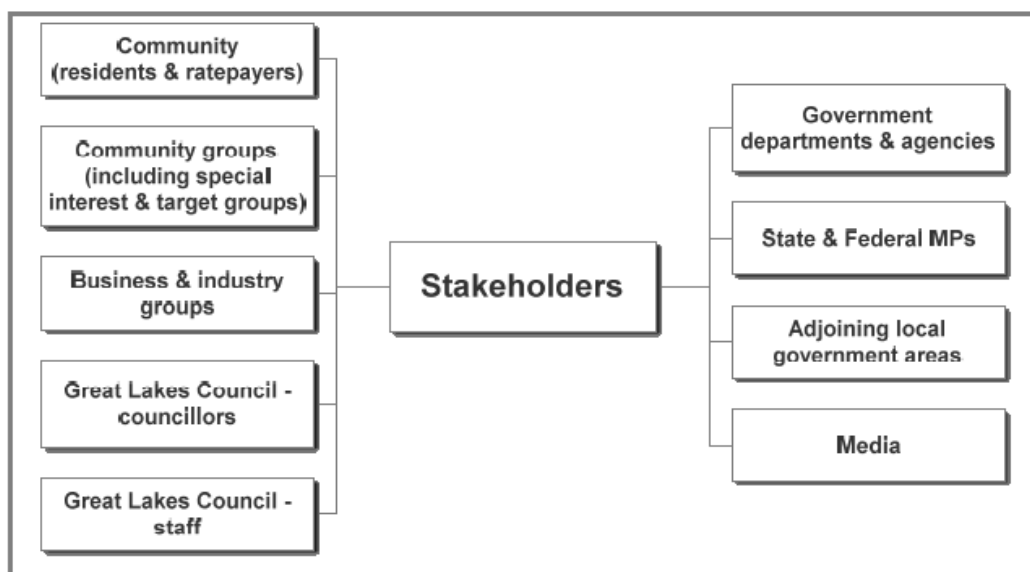 Community
(residents & ratepayers)
Community groups
(including special
interest & target groups)
Business & industry
groups
Great Lakes Council -
councillors
Great Lakes Council -
staff
Stakeholders
Government
departments & agencies
State & Federal MPs
Adjoining local
government areas
Media